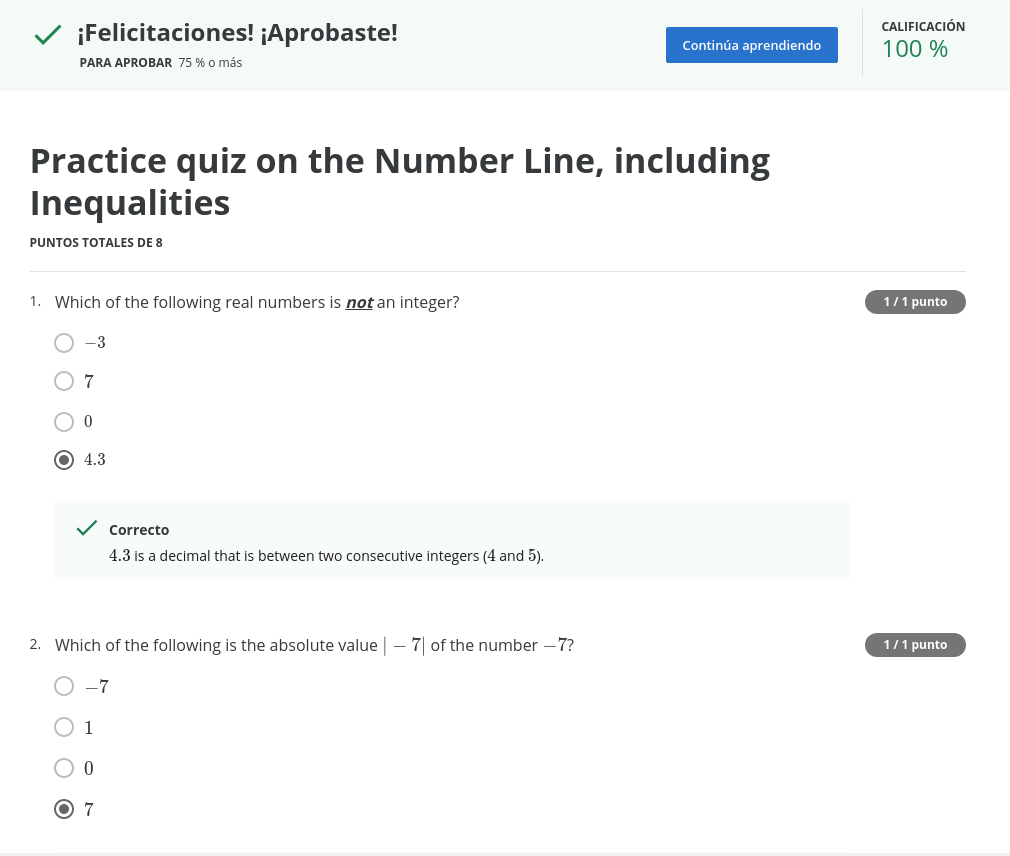 ¡Felicitaciones! ¡Aprobaste!
PARA APROBAR 75 % o más
Continúa aprendiendo
CALIFICACIÓN
100 %
Practice quiz on the Number Line, including
Inequalities
PUNTOS TOTALES DE 8
1. Which of the following real numbers is not an integer?
1 / 1 punto
−3
7
0
4.3
Correcto
4.3 is a decimal that is between two consecutive integers (4 and 5).
2. Which of the following is the absolute value | − 7| of the number −7?
1 / 1 punto
−7
1
0
7